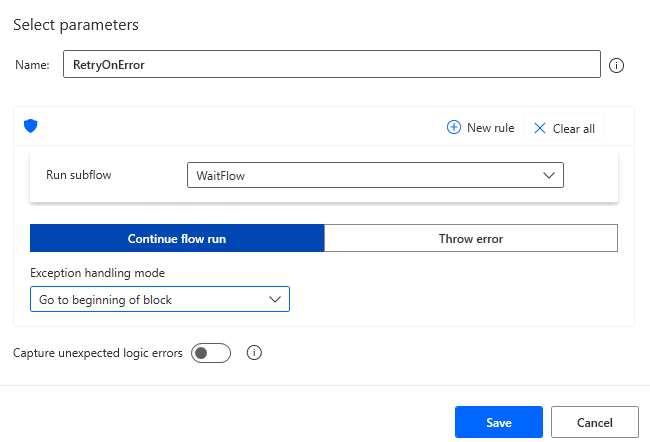 Select parameters
Name: RetryOnError
New rule Clear all
Run subflow WaitFlow
Continue flow run Throw error
Exception handling mode
Go to beginning of block
Capture unexpected logic errors
Save Cancel